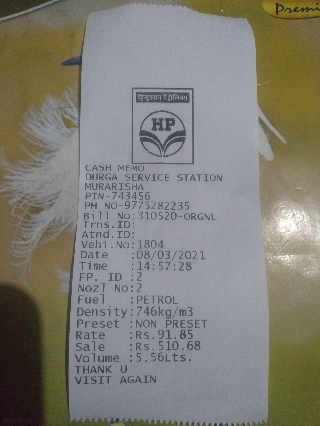 Premi
हिन्दुस्तान पेट्रोलियम
HP
CASH MEMO
DURGA SERVICE STATION
MURARISHA
PIN-743456
PH NO-9775282235
Bill No:310520-ORGNL
Trns.ID:
Atnd.ID:
Vehi.No:1804
Date :08/03/2021
Time :14:57:28
FP. ID :2
Nozl No:2
Fuel :PETROL
Density:746kg/m3
Preset :NON PRESET
Rate :Rs.91.85
Sale :Rs.510.68
Volume :5.56Lts.
THANK U
VISIT AGAIN